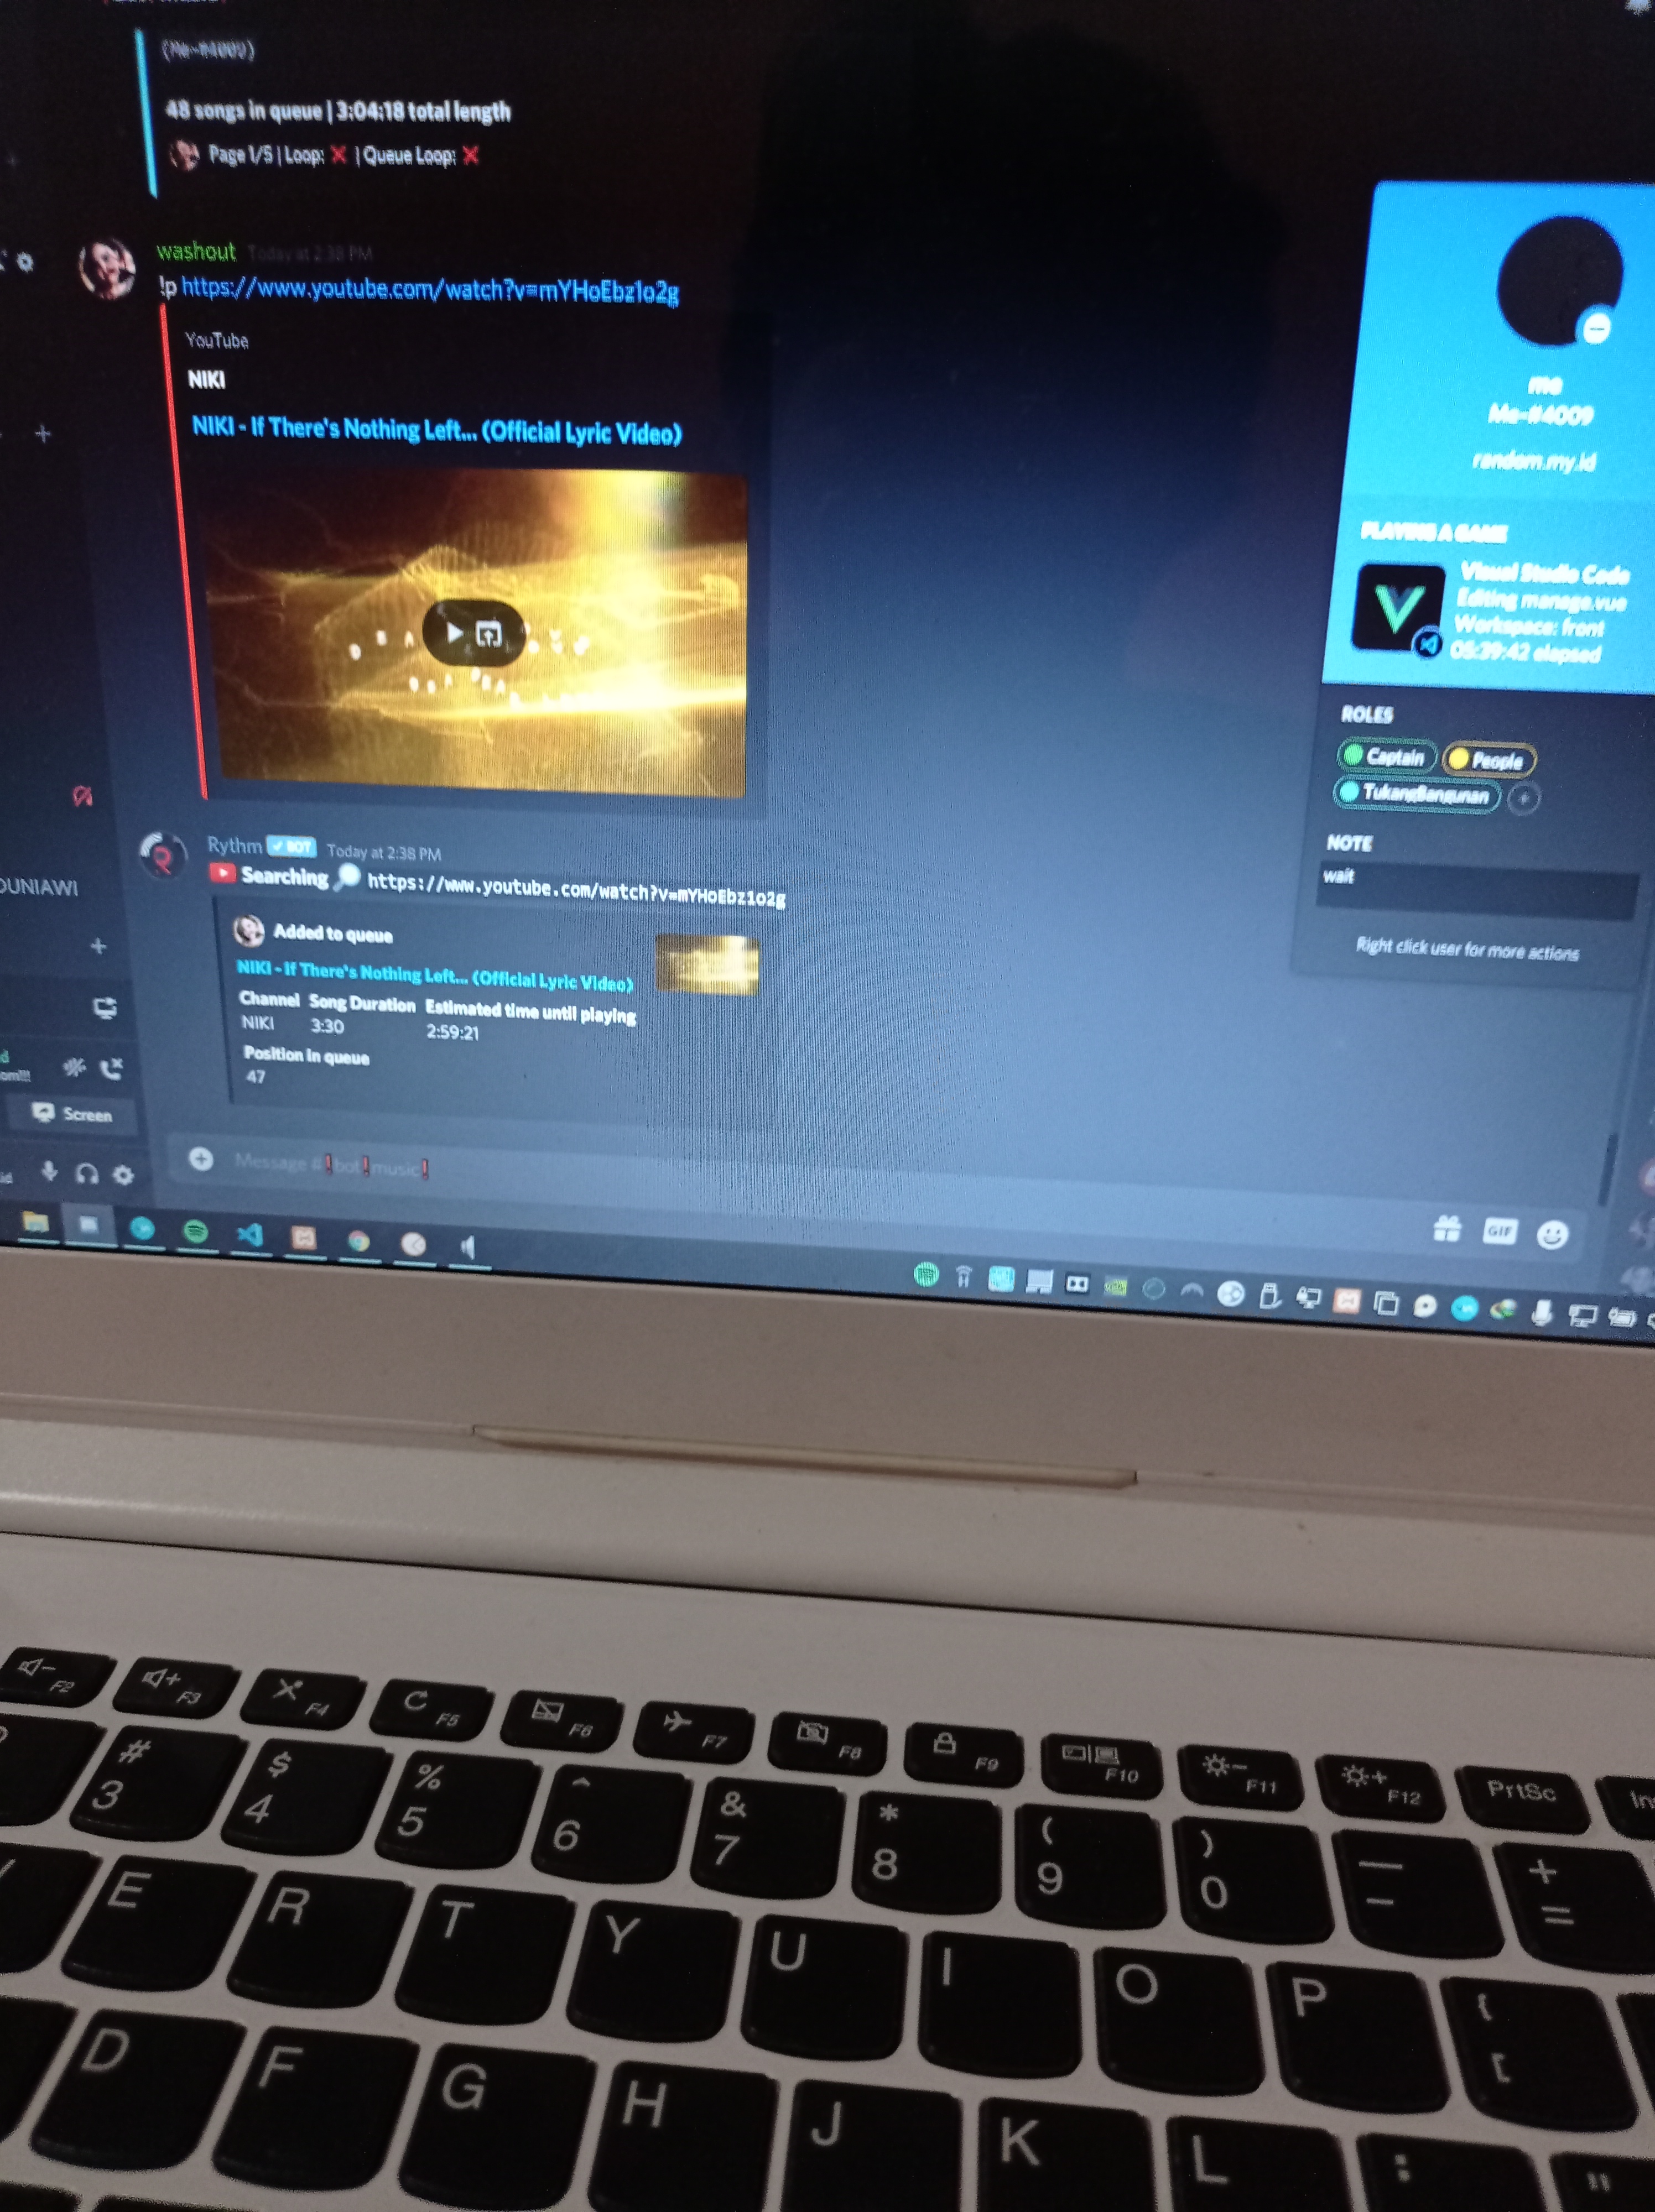 48 songs in queue | 3:04:18 total length
Page 1/5 | Loop: ❌ | Queue Loop: ❌
washout Today at 2:38 PM
!p https://www.youtube.com/watch?v=mYHoEbz1o2g
YouTube
NIKI
NIKI - If There's Nothing Left... (Official Lyric Video)
Rythm ✓ BOT Today at 2:38 PM
Searching https://www.youtube.com/watch?v=mYHoEbz1o2g
Added to queue
NIKI - If There's Nothing Left... (Official Lyric Video)
Channel Song Duration Estimated time until playing
NIKI 3:30 2:59:21
Position in queue
47
Message #❗bot❗music❗
GIF
DUNIAWI
Screen
me
Me-#4009
random.my.id
PLAYING A GAME
Visual Studio Code
Editing manage.vue
Workspace: front
05:39:42 elapsed
ROLES
Captain People
TukangBangunan
NOTE
wait
Right click user for more actions
F2 F3 F4 F5 F6 F7 F8 F9 F10 F11 F12 PrtSc
# $ % ^ & * ( ) — +
3 4 5 6 7 8 9 0 - =
E R T Y U I O P { [
D F G H J K L : "